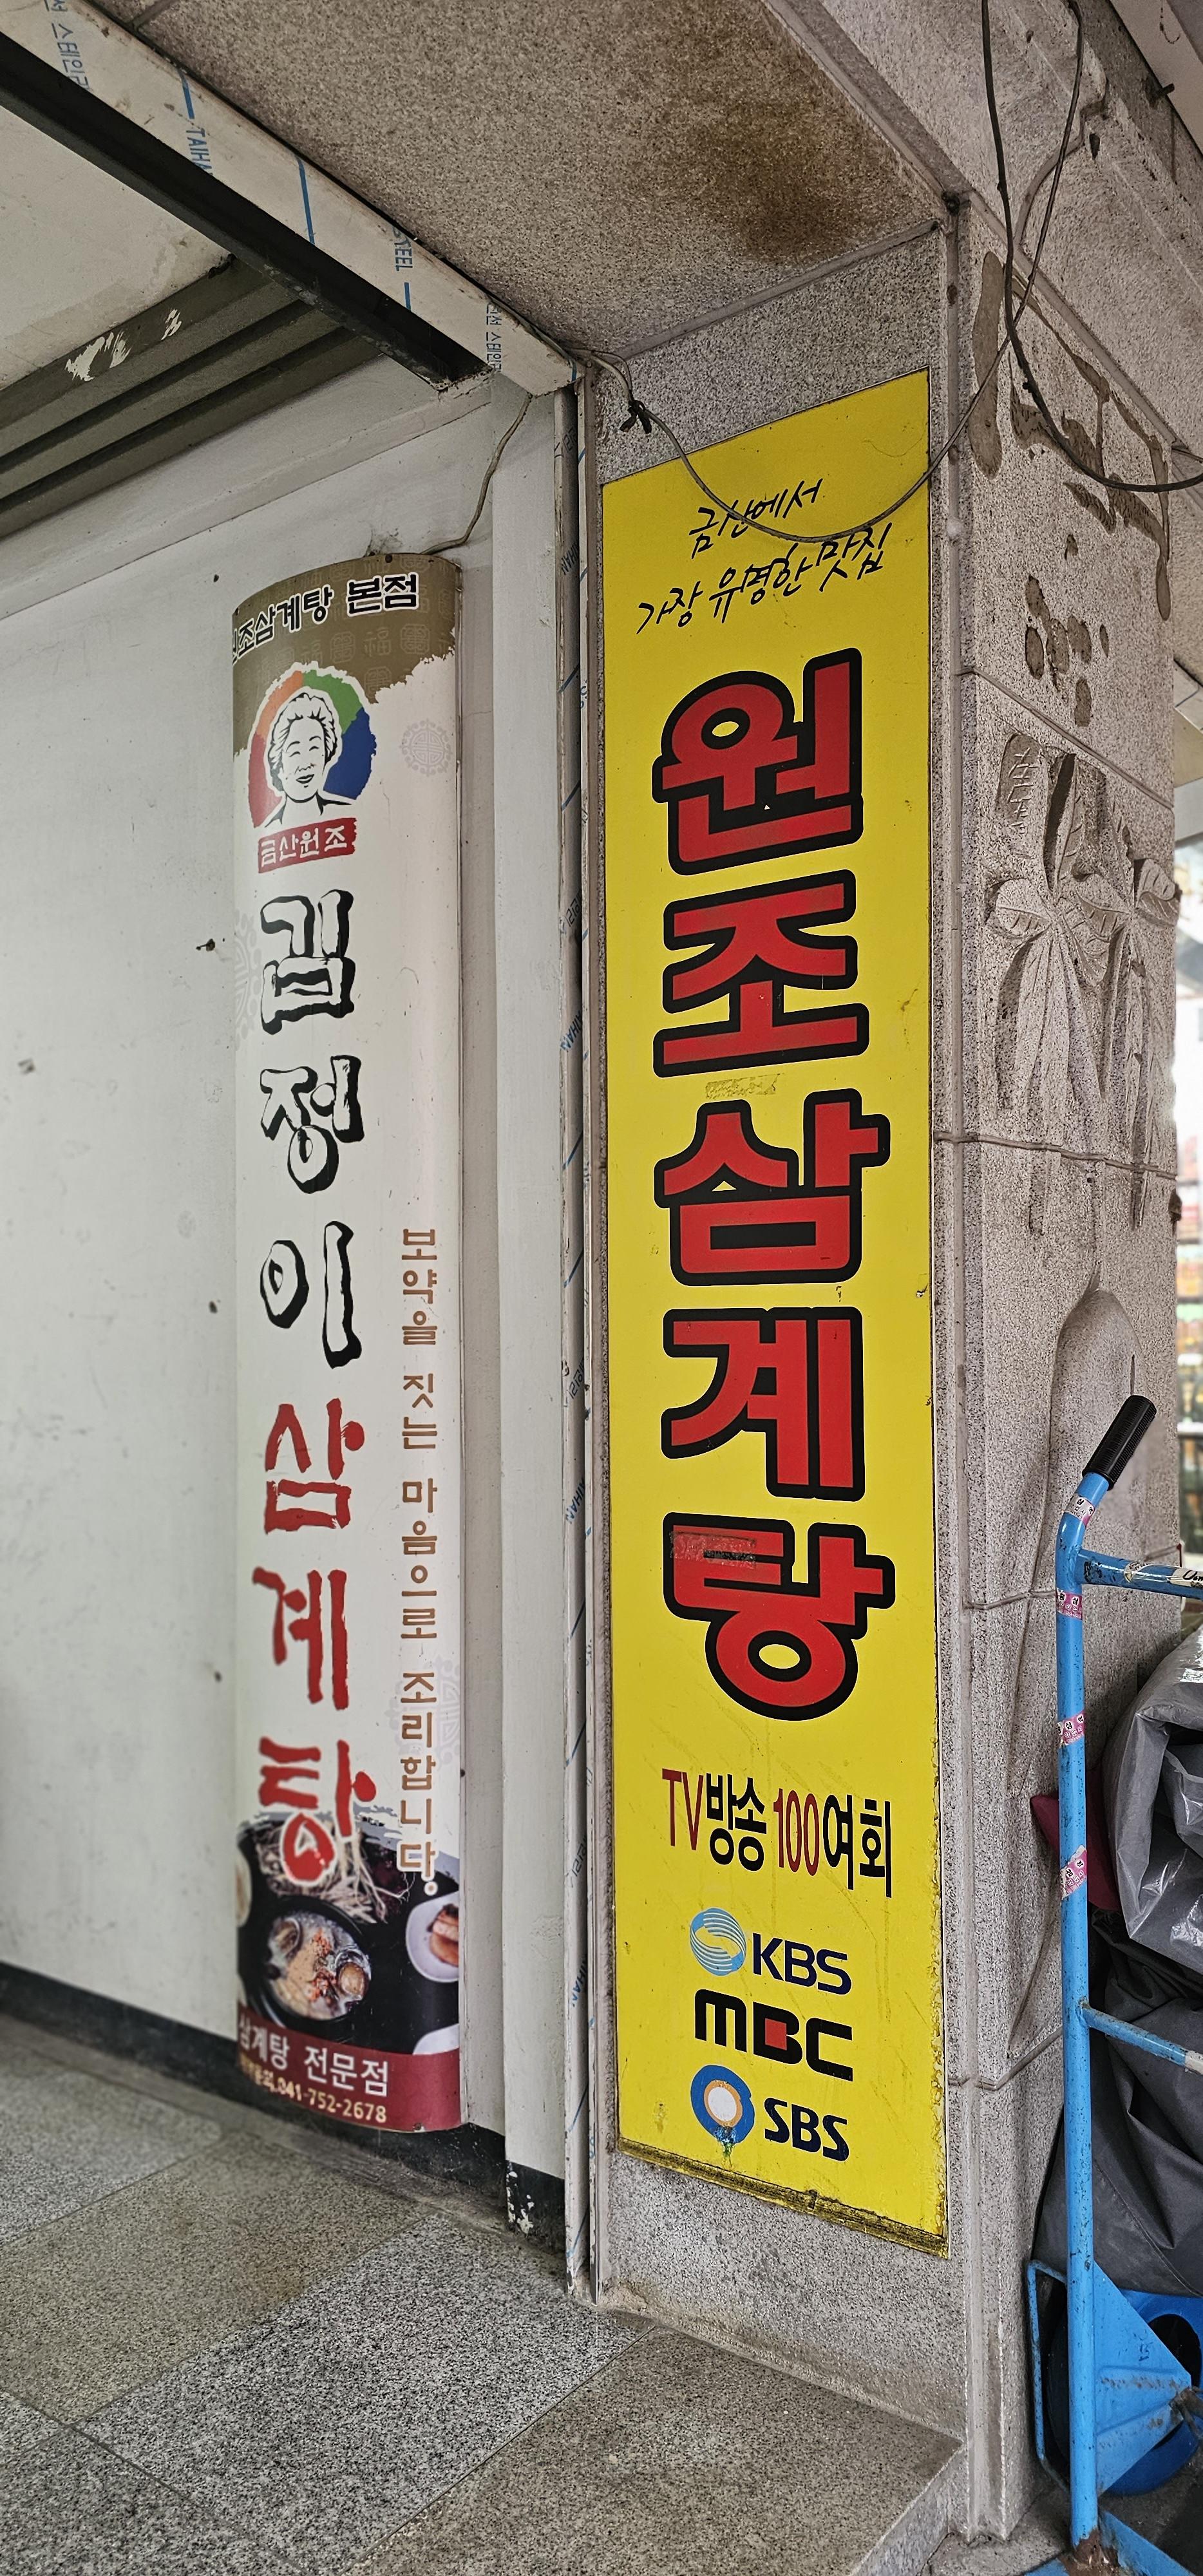 원조삼계탕 본점
금산원조
김정이삼계탕
보약을 짓는 마음으로 조리합니다.
삼계탕 전문점
041-752-2678
금산에서
가장 유명한 맛집
원조삼계탕
TV방송 100여회
KBS
MBC
SBS
TAIHAN
STEEL